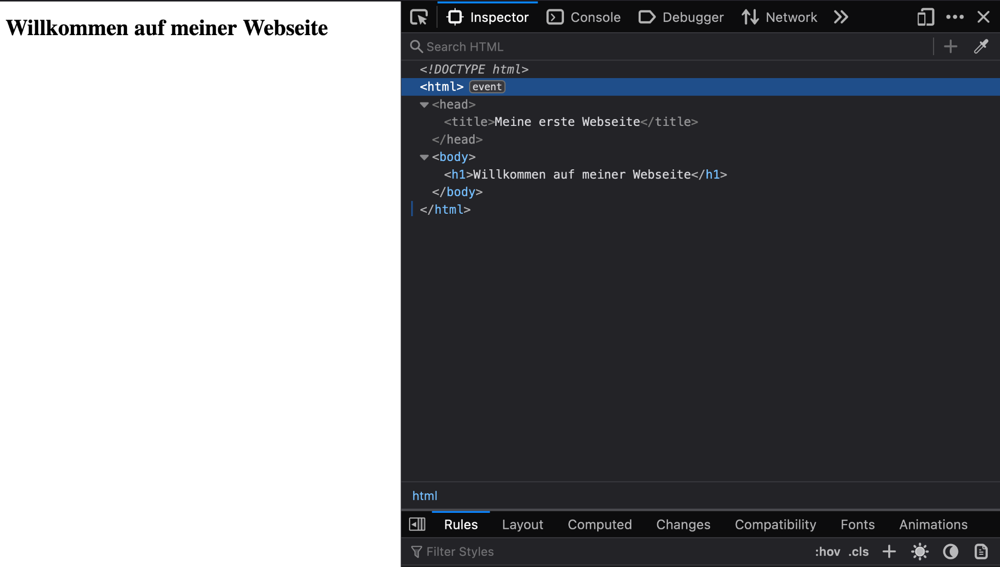 Willkommen auf meiner Webseite
Inspector Console Debugger Network
Search HTML
<!DOCTYPE html>
<html> event
<head>
<title>Meine erste Webseite</title>
</head>
<body>
<h1>Willkommen auf meiner Webseite</h1>
</body>
</html>
html
Rules Layout Computed Changes Compatibility Fonts Animations
Filter Styles :hov .cls